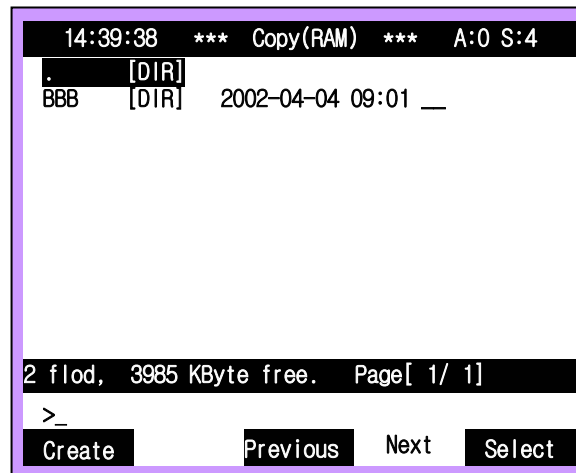 14:39:38 *** Copy(RAM) *** A:0 S:4
. [DIR]
BBB [DIR] 2002-04-04 09:01 __
2 flod, 3985 KByte free. Page[ 1/ 1]
>_
Create Previous Next Select